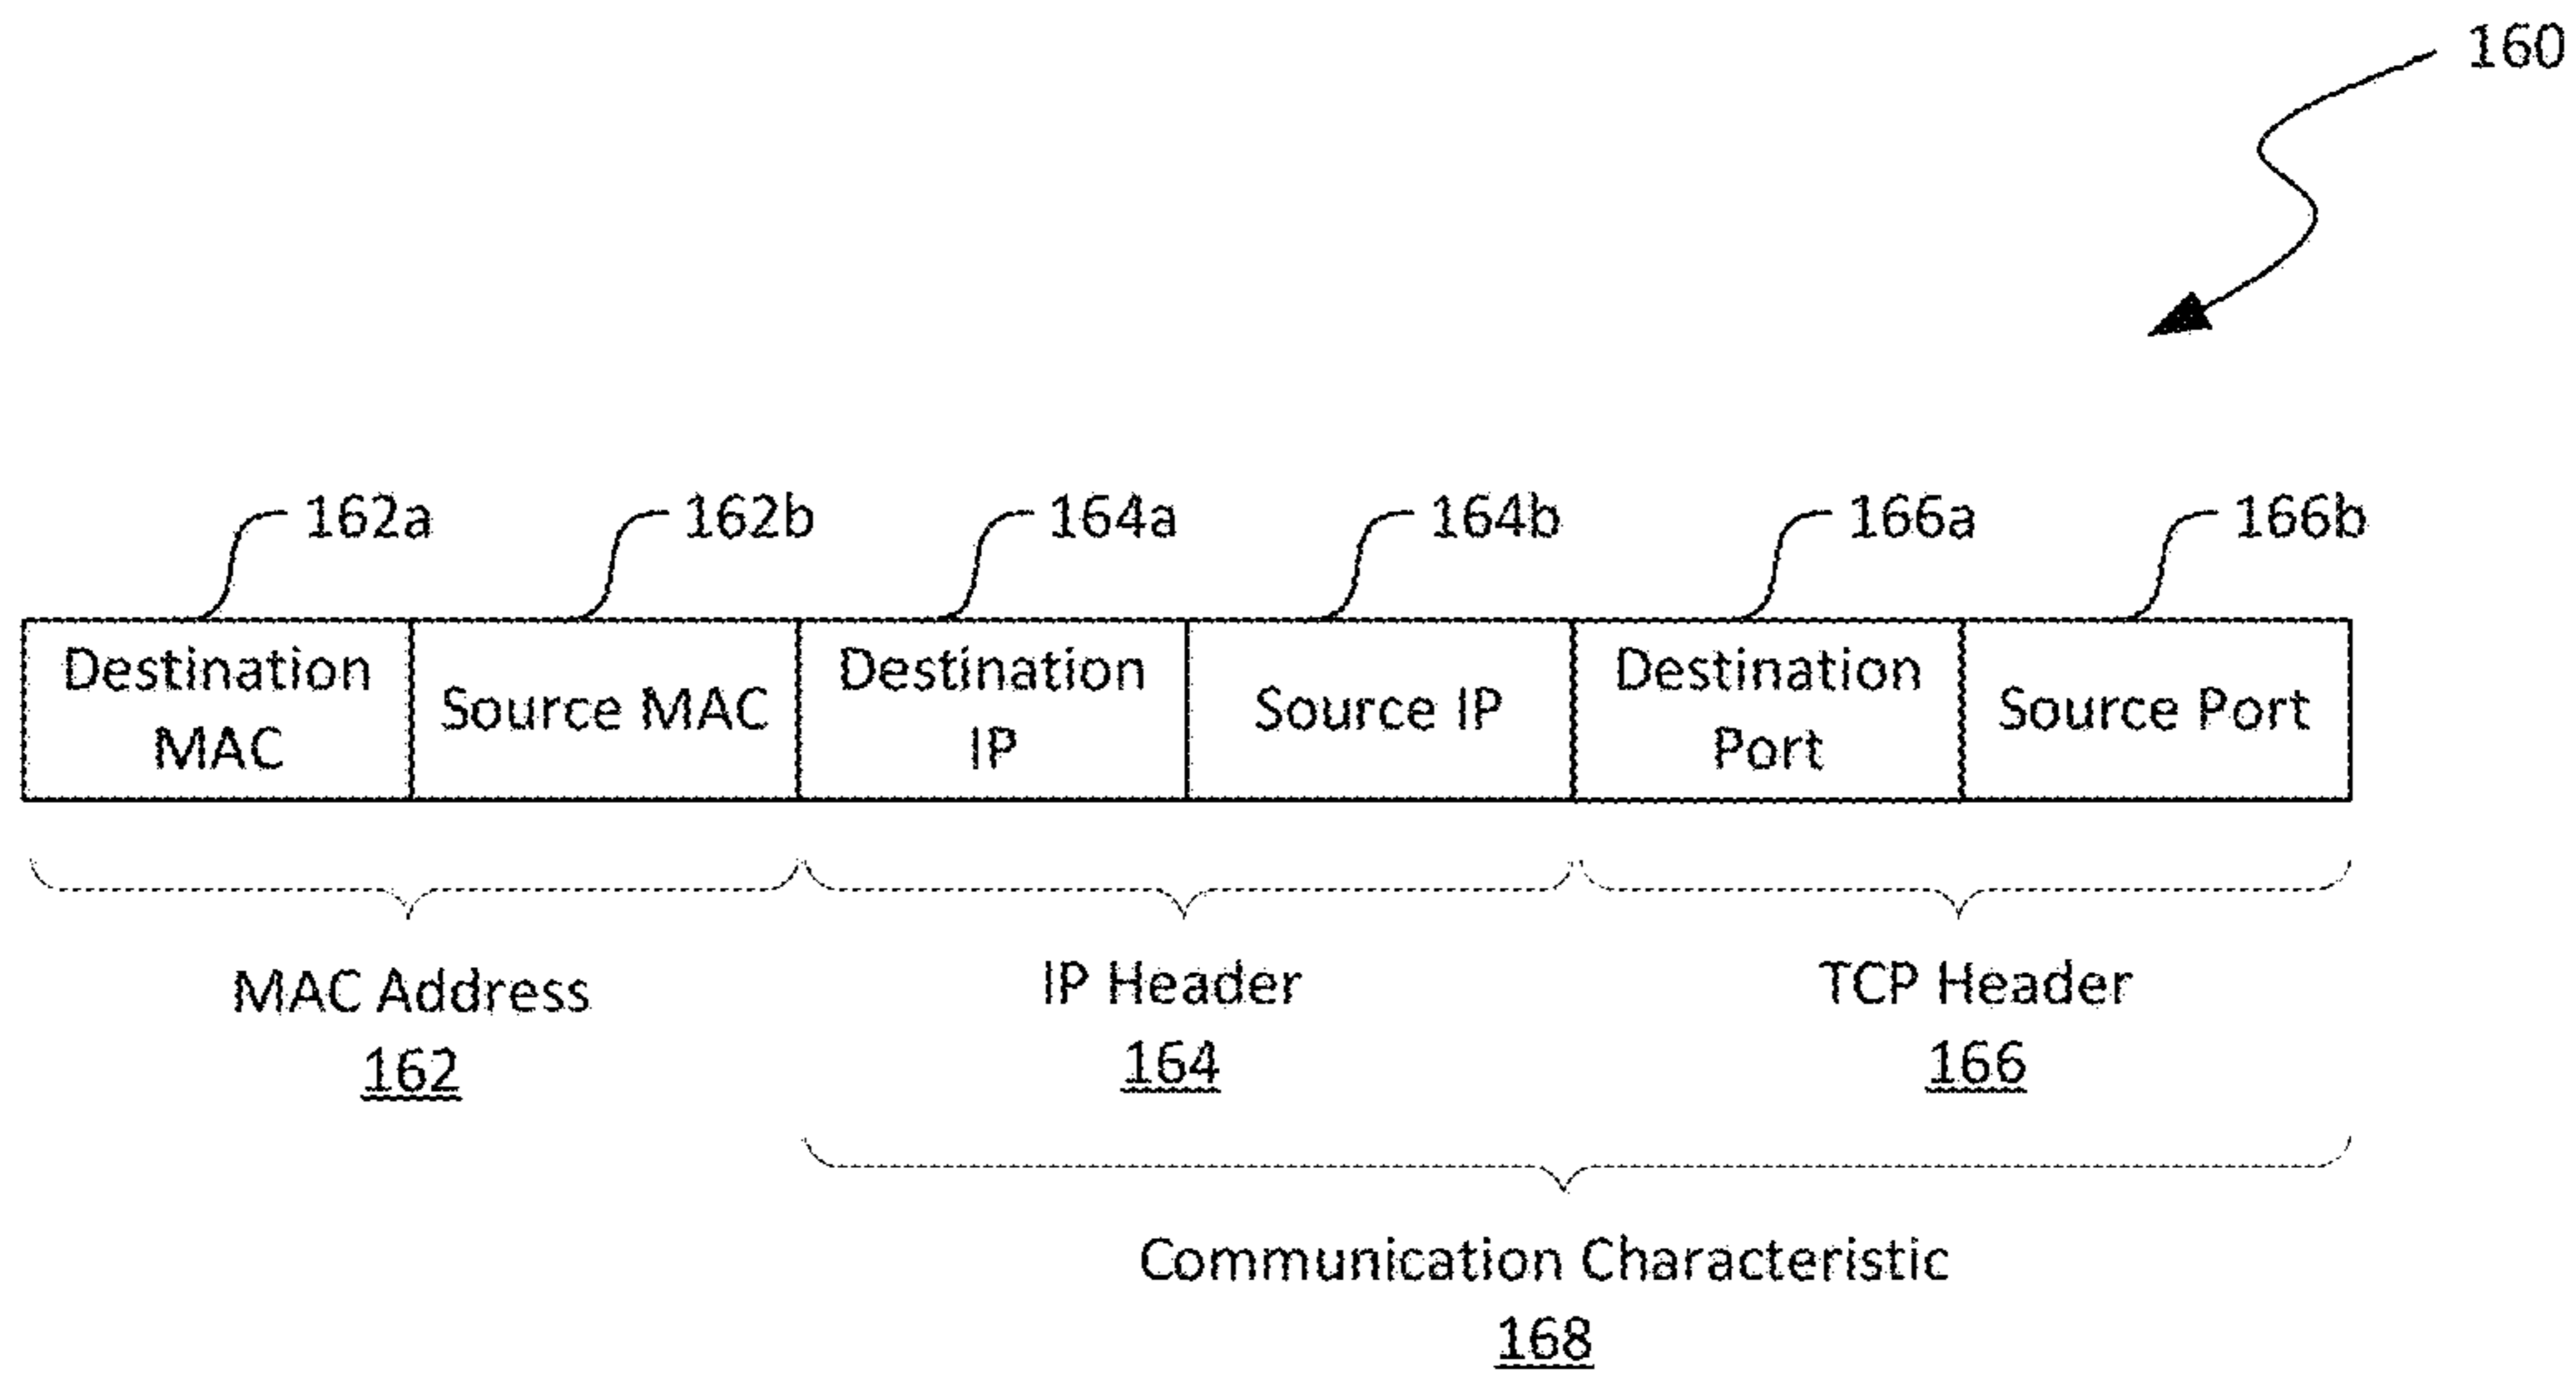 160
162a
162b
164a
164b
166a
166b
Destination
MAC
Source MAC
Destination
IP
Source IP
Destination
Port
Source Port
MAC Address
162
IP Header
164
TCP Header
166
Communication Characteristic
168